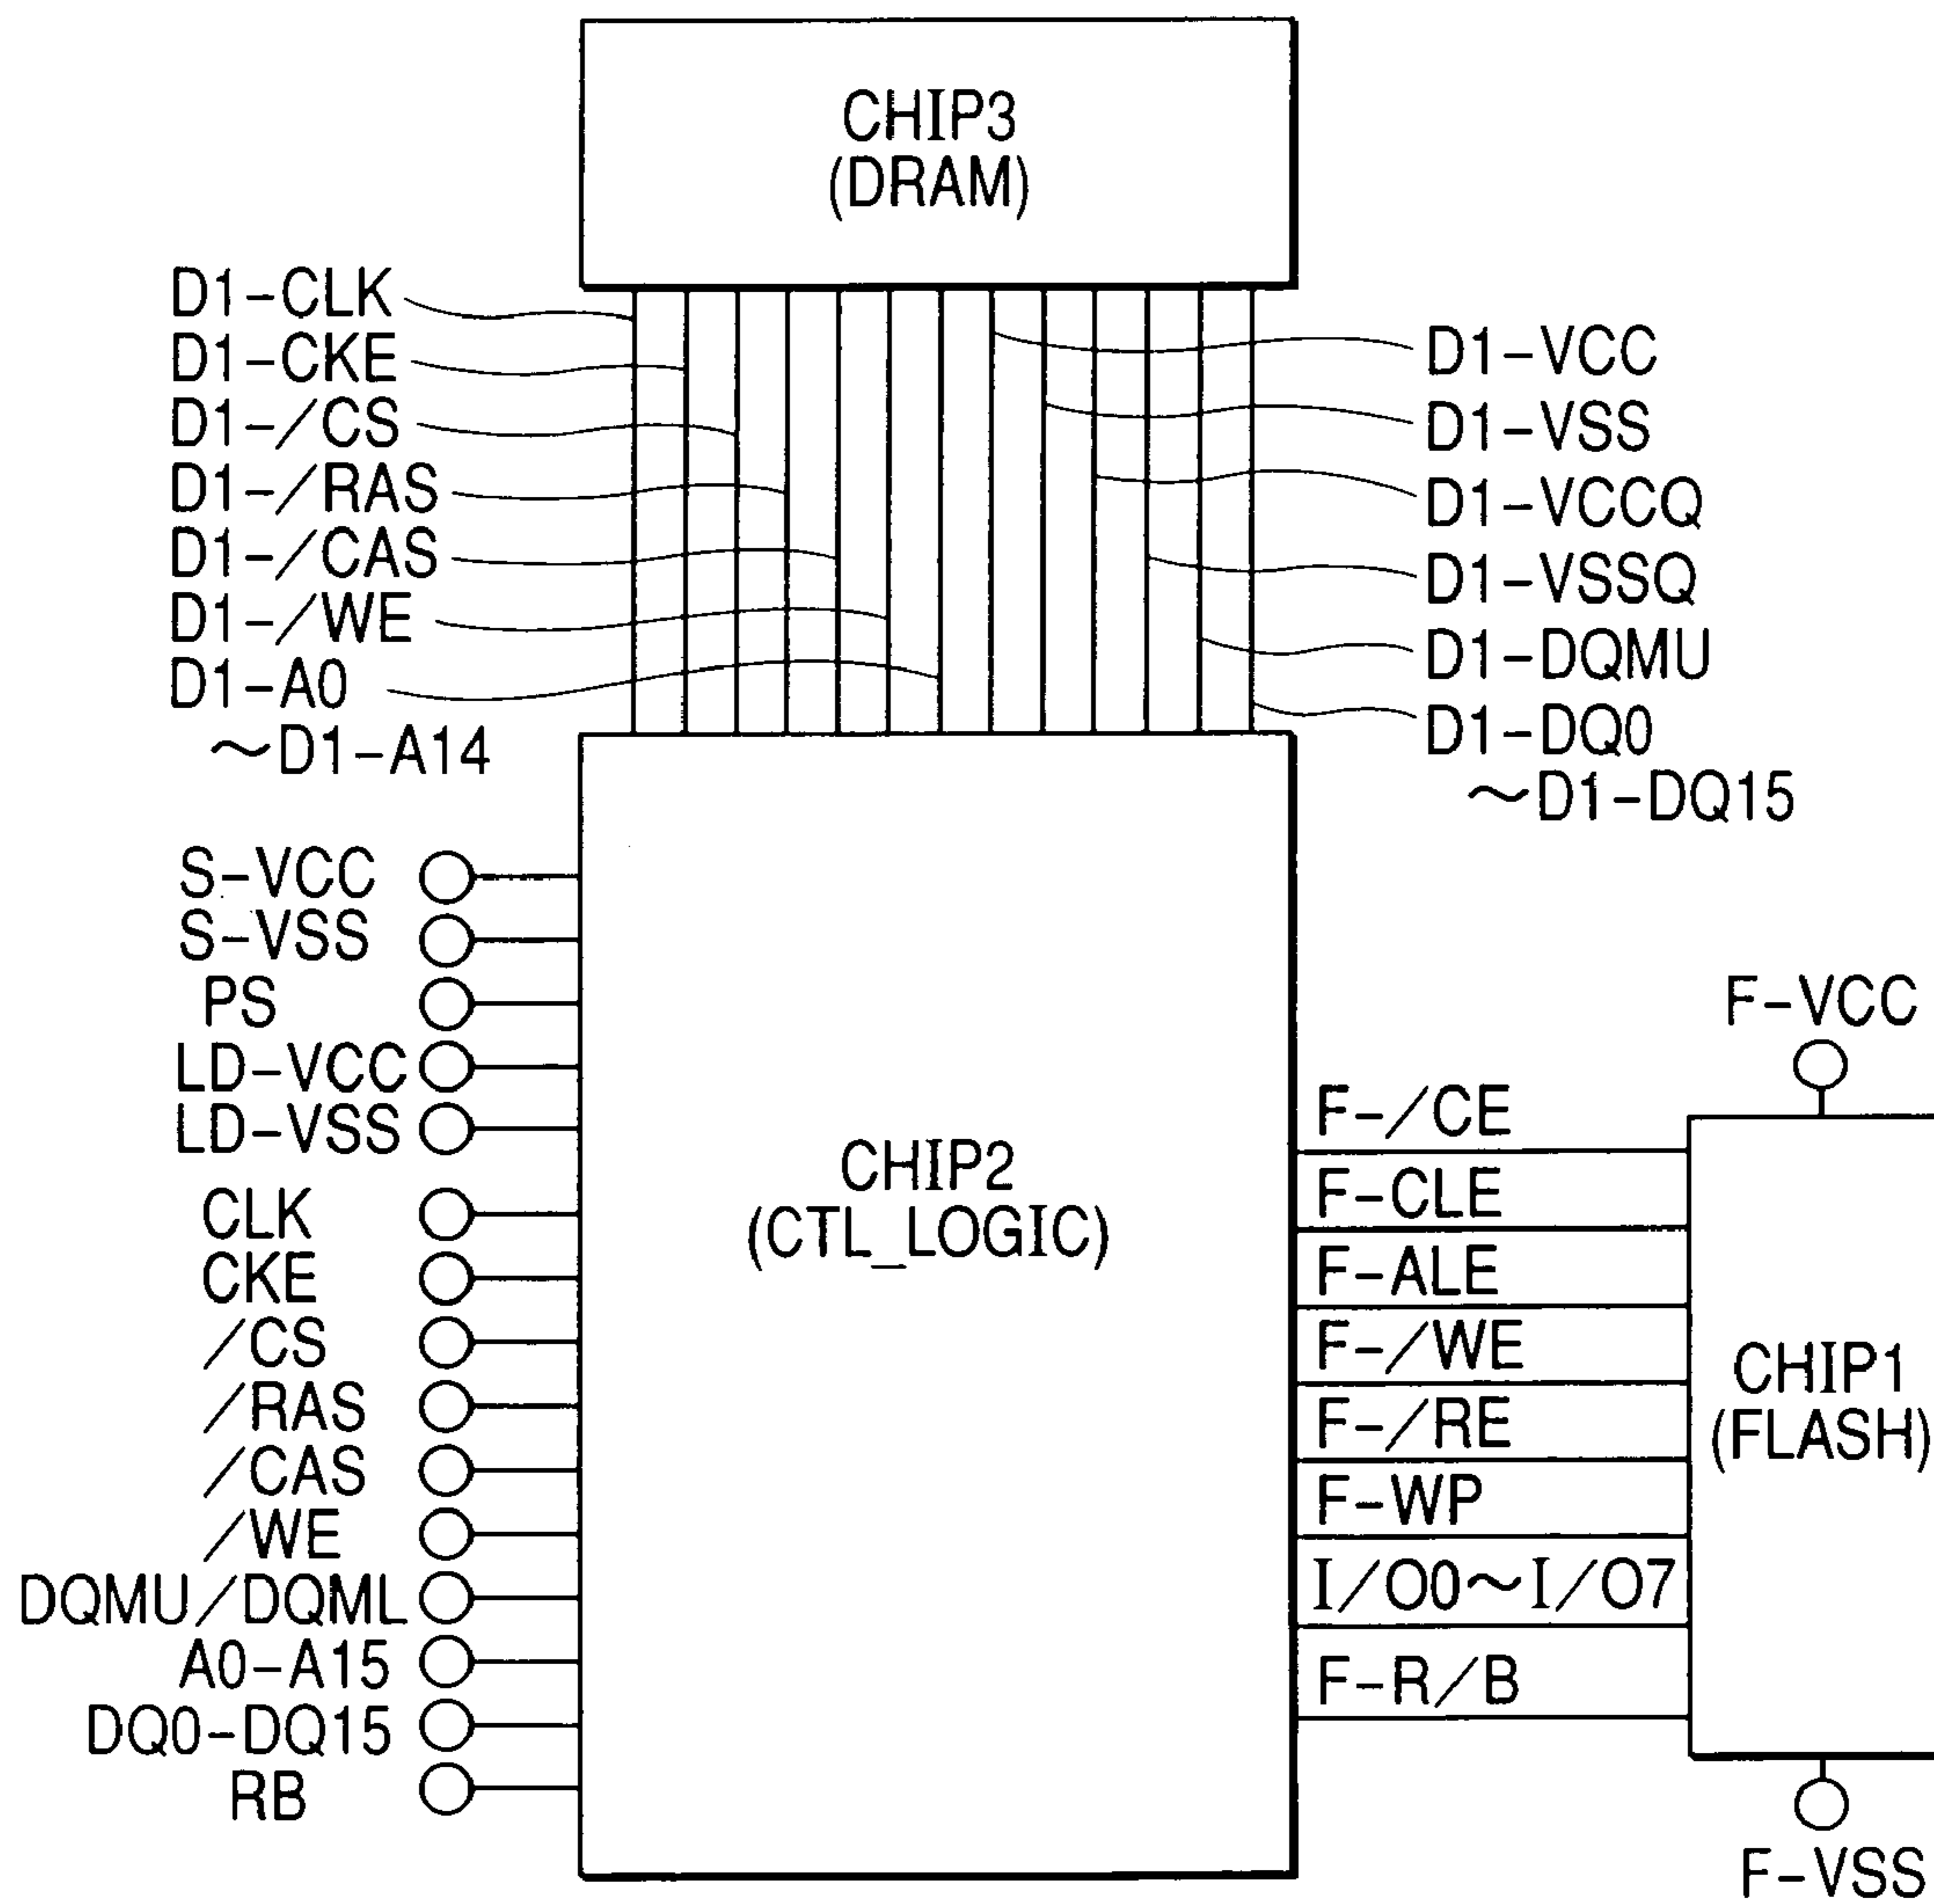 CHIP3
(DRAM)
D1-CLK
D1-CKE
D1-/CS
D1-/RAS
D1-/CAS
D1-/WE
D1-A0
~D1-A14
D1-VCC
D1-VSS
D1-VCCQ
D1-VSSQ
D1-DQMU
D1-DQ0
~D1-DQ15
S-VCC
S-VSS
PS
LD-VCC
LD-VSS
CLK
CKE
/CS
/RAS
/CAS
/WE
DQMU/DQML
A0-A15
DQ0-DQ15
RB
CHIP2
(CTL_LOGIC)
F-/CE
F-CLE
F-ALE
F-/WE
F-/RE
F-WP
I/O0~I/O7
F-R/B
F-VCC
CHIP1
(FLASH)
F-VSS